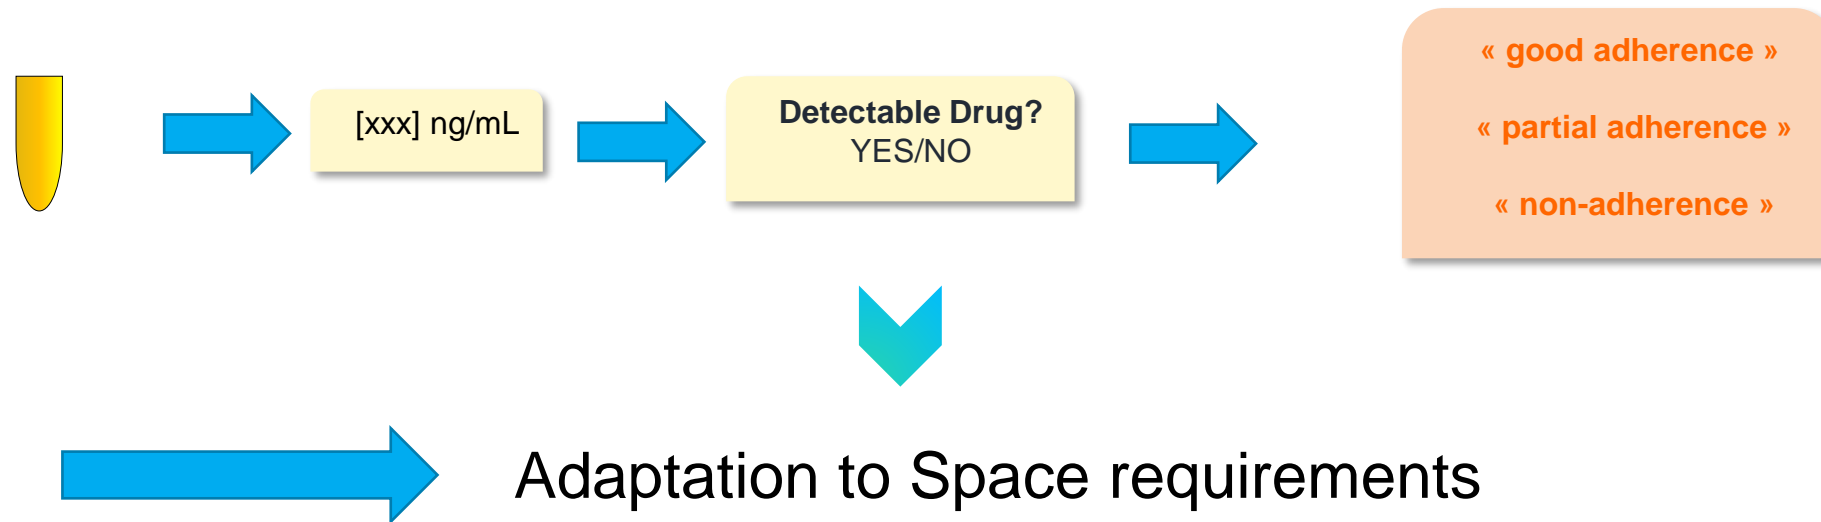 [xxx] ng/mL
Detectable Drug?
YES/NO
« good adherence »
« partial adherence »
« non-adherence »
Adaptation to Space requirements